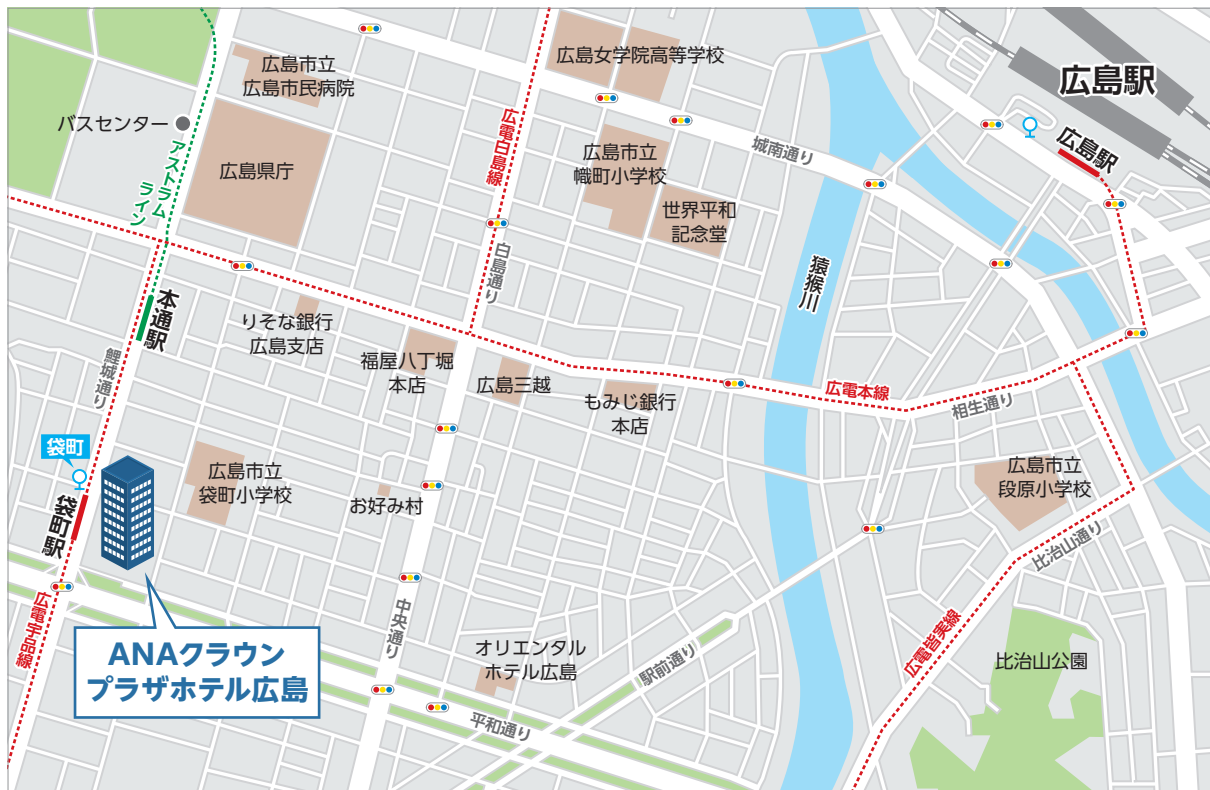 広島市立
広島市民病院
広島女学院高等学校
広島駅
バスセンター
アストラム
ライン
広島県庁
広電白島線
広島市立
幟町小学校
城南通り
広島駅
世界平和
記念堂
白島通り
猿猴川
本通駅
りそな銀行
広島支店
鯉城通り
福屋八丁堀
本店
広島三越
もみじ銀行
本店
広電本線
相生通り
袋町
広島市立
袋町小学校
お好み村
広島市立
段原小学校
袋町駅
比治山通り
広電宇品線
中央通り
ANAクラウン
プラザホテル広島
オリエンタル
ホテル広島
駅前通り
広電皆実線
比治山公園
平和通り